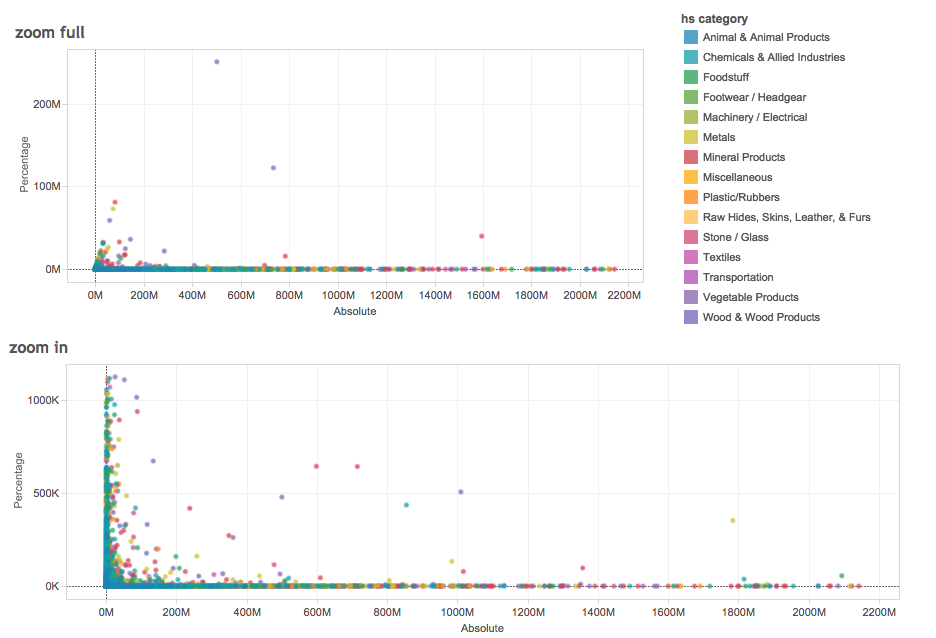 zoom full
hs category
Animal & Animal Products
Chemicals & Allied Industries
Foodstuff
Footwear / Headgear
Machinery / Electrical
Metals
Mineral Products
Miscellaneous
Plastic/Rubbers
Raw Hides, Skins, Leather, & Furs
Stone / Glass
Textiles
Transportation
Vegetable Products
Wood & Wood Products
Percentage
200M
100M
0M
0M 200M 400M 600M 800M 1000M 1200M 1400M 1600M 1800M 2000M 2200M
Absolute
zoom in
Percentage
1000K
500K
0K
0M 200M 400M 600M 800M 1000M 1200M 1400M 1600M 1800M 2000M 2200M
Absolute